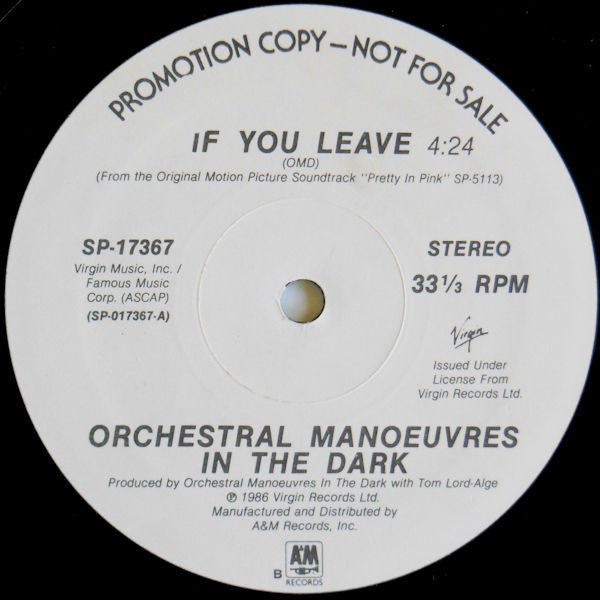 PROMOTION COPY — NOT FOR SALE
IF YOU LEAVE 4:24
(OMD)
(From the Original Motion Picture Soundtrack "Pretty In Pink" SP-5113)
SP-17367
Virgin Music, Inc. /
Famous Music
Corp. (ASCAP)
(SP-017367-A)
STEREO
33⅓ RPM
Virgin
Issued Under
License From
Virgin Records Ltd.
ORCHESTRAL MANOEUVRES
IN THE DARK
Produced by Orchestral Manoeuvres In The Dark with Tom Lord-Alge
℗ 1986 Virgin Records Ltd.
Manufactured and Distributed by
A&M Records, Inc.
A&M
B RECORDS